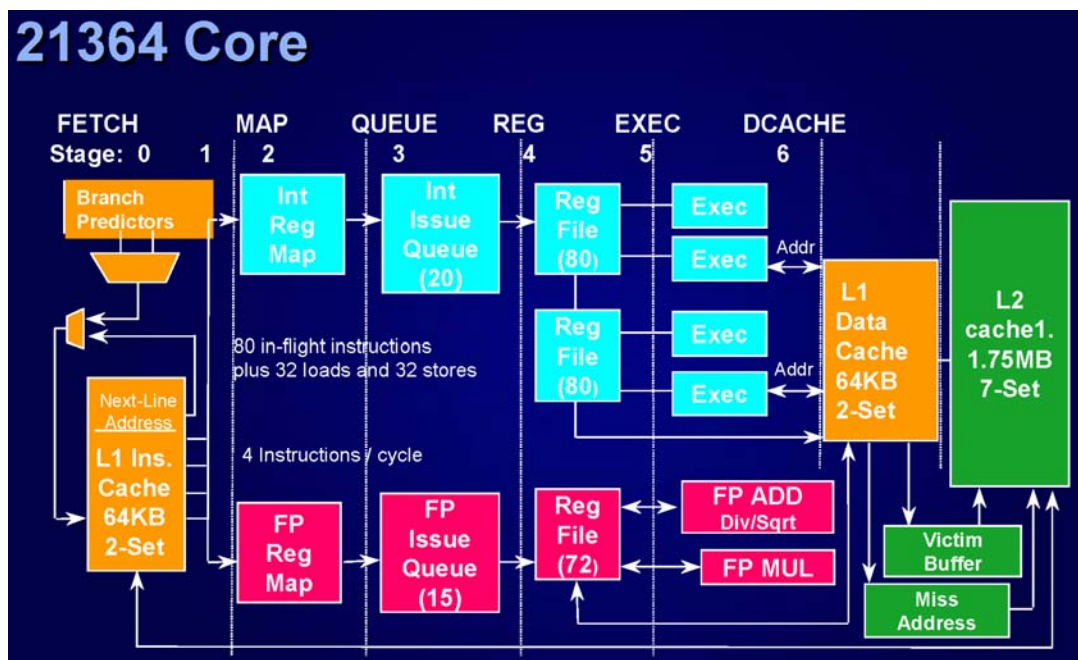 21364 Core
FETCH MAP QUEUE REG EXEC DCACHE
Stage: 0 1 2 3 4 5 6
Branch
Predictors
Int
Reg
Map
Int
Issue
Queue
(20)
Reg
File
(80)
Exec
Exec
Addr
Reg
File
(80)
Exec
Exec
Addr
L1
Data
Cache
64KB
2-Set
L2
cache1.
1.75MB
7-Set
80 in-flight instructions
plus 32 loads and 32 stores
Next-Line
Address
L1 Ins.
Cache
64KB
2-Set
4 Instructions / cycle
FP
Reg
Map
FP
Issue
Queue
(15)
Reg
File
(72)
FP ADD
Div/Sqrt
FP MUL
Victim
Buffer
Miss
Address